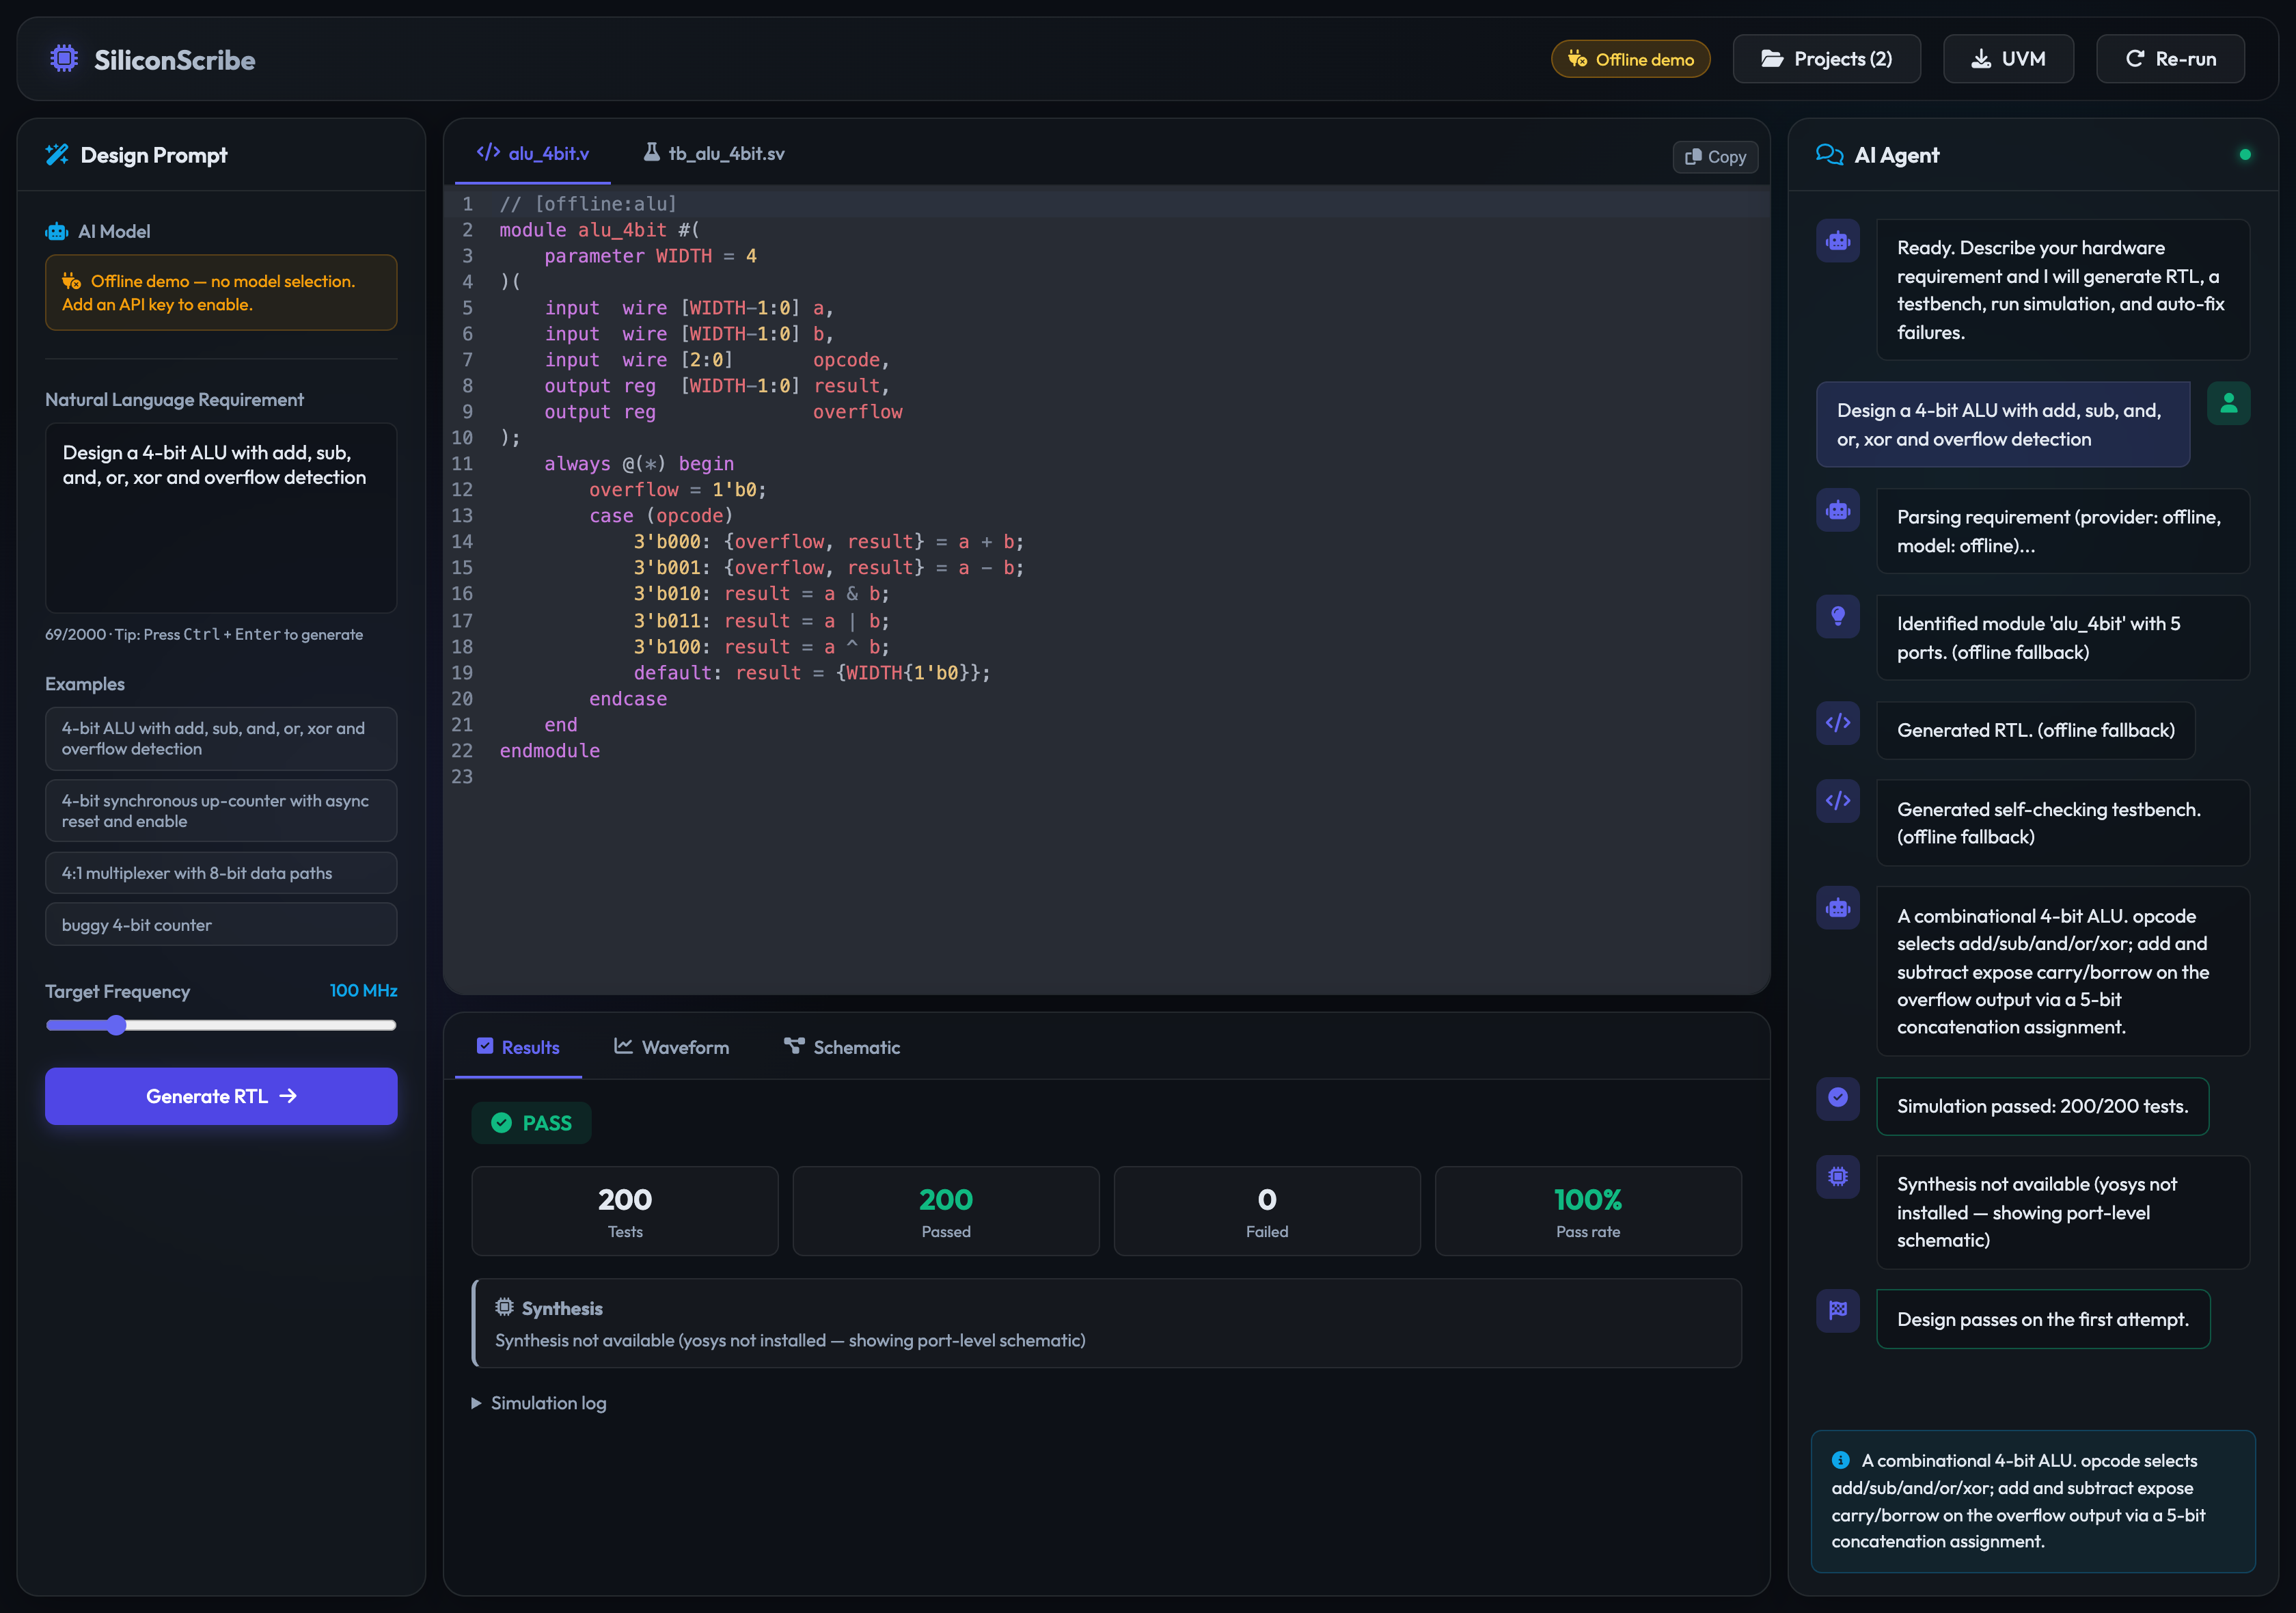 SiliconScribe
Offline demo
Projects (2)
UVM
Re-run
Design Prompt
AI Model
Offline demo — no model selection.
Add an API key to enable.
Natural Language Requirement
Design a 4-bit ALU with add, sub,
and, or, xor and overflow detection
69/2000 · Tip: Press Ctrl + Enter to generate
Examples
4-bit ALU with add, sub, and, or, xor and
overflow detection
4-bit synchronous up-counter with async
reset and enable
4:1 multiplexer with 8-bit data paths
buggy 4-bit counter
Target Frequency
100 MHz
Generate RTL →
alu_4bit.v
tb_alu_4bit.sv
Copy
1 // [offline:alu]
2 module alu_4bit #(
3     parameter WIDTH = 4
4 )(
5     input  wire [WIDTH-1:0] a,
6     input  wire [WIDTH-1:0] b,
7     input  wire [2:0]       opcode,
8     output reg  [WIDTH-1:0] result,
9     output reg              overflow
10 );
11     always @(*) begin
12         overflow = 1'b0;
13         case (opcode)
14             3'b000: {overflow, result} = a + b;
15             3'b001: {overflow, result} = a - b;
16             3'b010: result = a & b;
17             3'b011: result = a | b;
18             3'b100: result = a ^ b;
19             default: result = {WIDTH{1'b0}};
20         endcase
21     end
22 endmodule
23
Results
Waveform
Schematic
PASS
200
Tests
200
Passed
0
Failed
100%
Pass rate
Synthesis
Synthesis not available (yosys not installed — showing port-level schematic)
Simulation log
AI Agent
Ready. Describe your hardware
requirement and I will generate RTL, a
testbench, run simulation, and auto-fix
failures.
Design a 4-bit ALU with add, sub, and,
or, xor and overflow detection
Parsing requirement (provider: offline,
model: offline)...
Identified module 'alu_4bit' with 5
ports. (offline fallback)
Generated RTL. (offline fallback)
Generated self-checking testbench.
(offline fallback)
A combinational 4-bit ALU. opcode
selects add/sub/and/or/xor; add and
subtract expose carry/borrow on the
overflow output via a 5-bit
concatenation assignment.
Simulation passed: 200/200 tests.
Synthesis not available (yosys not
installed — showing port-level
schematic)
Design passes on the first attempt.
A combinational 4-bit ALU. opcode selects
add/sub/and/or/xor; add and subtract expose
carry/borrow on the overflow output via a 5-bit
concatenation assignment.